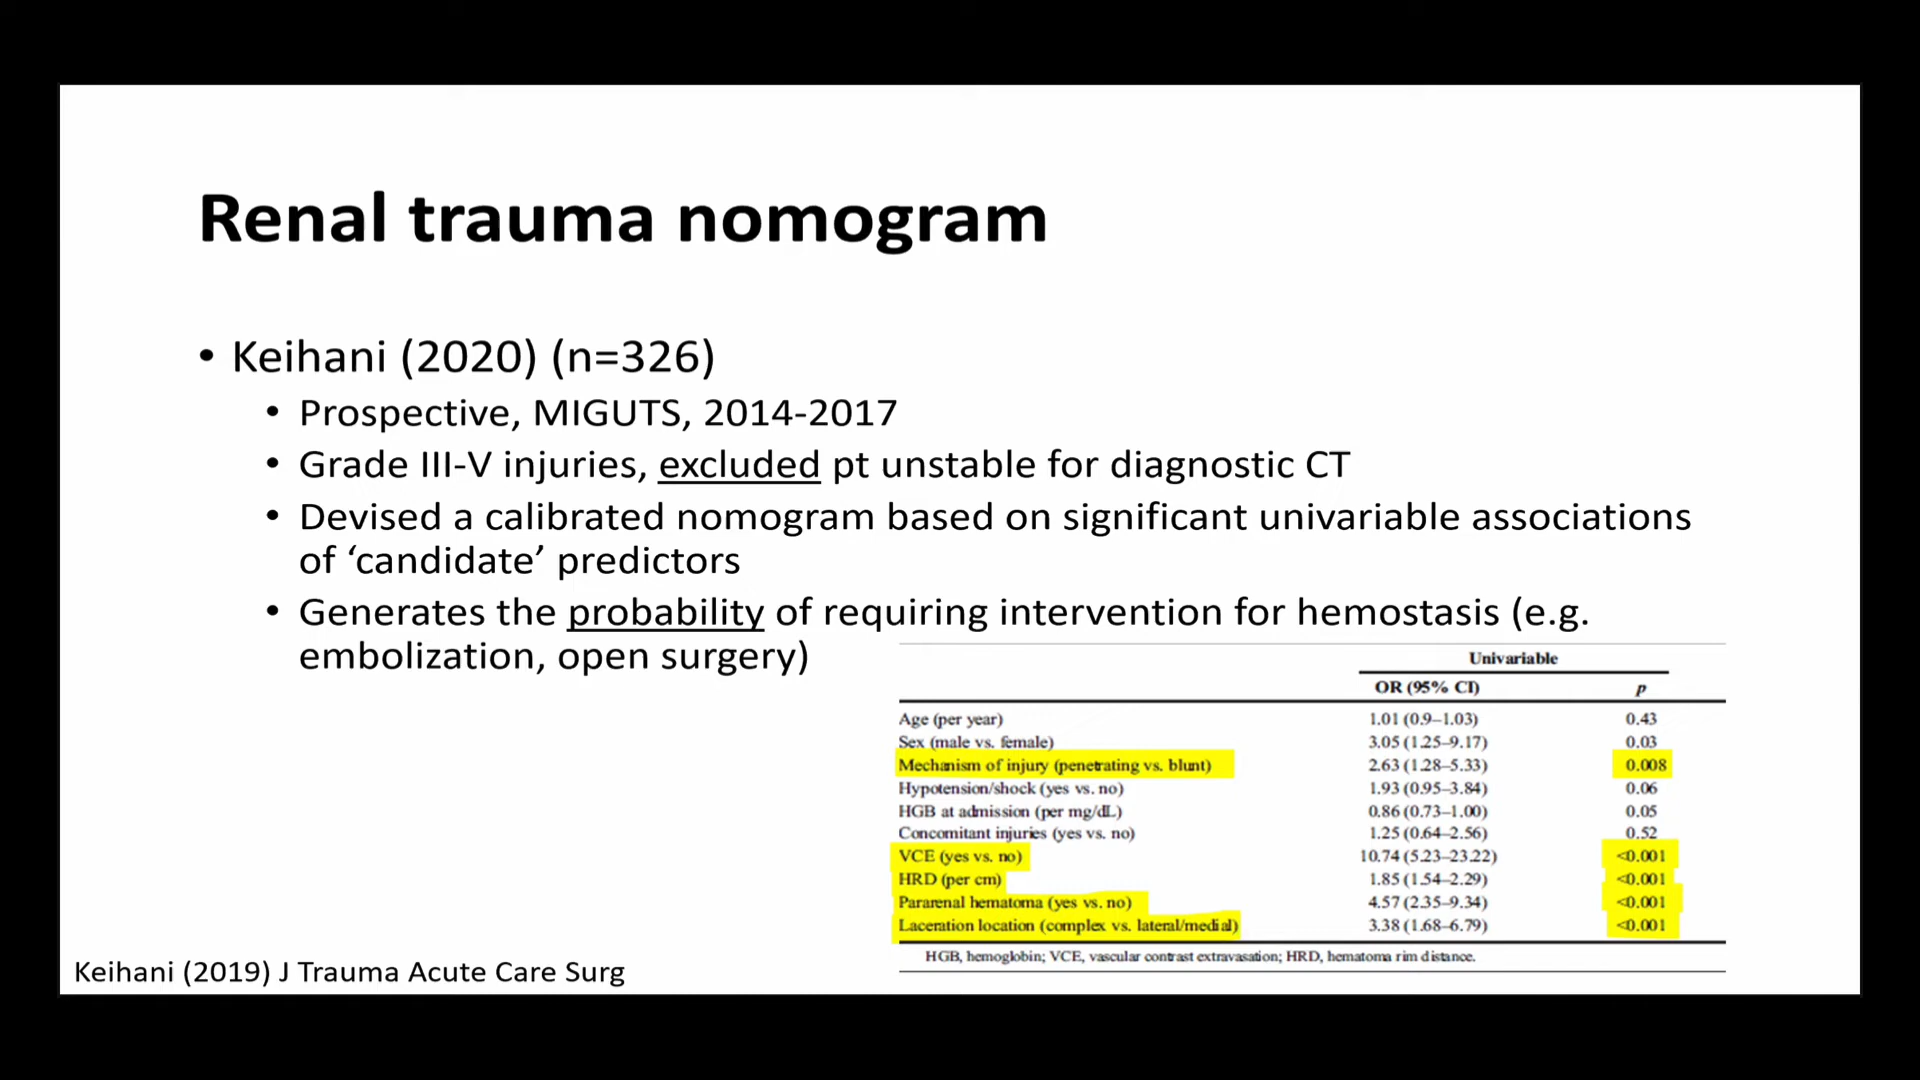 Renal trauma nomogram
• Keihani (2020) (n=326)
• Prospective, MIGUTS, 2014-2017
• Grade III-V injuries, excluded pt unstable for diagnostic CT
• Devised a calibrated nomogram based on significant univariable associations
of ‘candidate’ predictors
• Generates the probability of requiring intervention for hemostasis (e.g.
embolization, open surgery)
Univariable
OR (95% CI) p
Age (per year) 1.01 (0.9–1.03) 0.43
Sex (male vs. female) 3.05 (1.25–9.17) 0.03
Mechanism of injury (penetrating vs. blunt) 2.63 (1.28–5.33) 0.008
Hypotension/shock (yes vs. no) 1.93 (0.95–3.84) 0.06
HGB at admission (per mg/dL) 0.86 (0.73–1.00) 0.05
Concomitant injuries (yes vs. no) 1.25 (0.64–2.56) 0.52
VCE (yes vs. no) 10.74 (5.23–23.22) <0.001
HRD (per cm) 1.85 (1.54–2.29) <0.001
Pararenal hematoma (yes vs. no) 4.57 (2.35–9.34) <0.001
Laceration location (complex vs. lateral/medial) 3.38 (1.68–6.79) <0.001
HGB, hemoglobin; VCE, vascular contrast extravasation; HRD, hematoma rim distance.
Keihani (2019) J Trauma Acute Care Surg